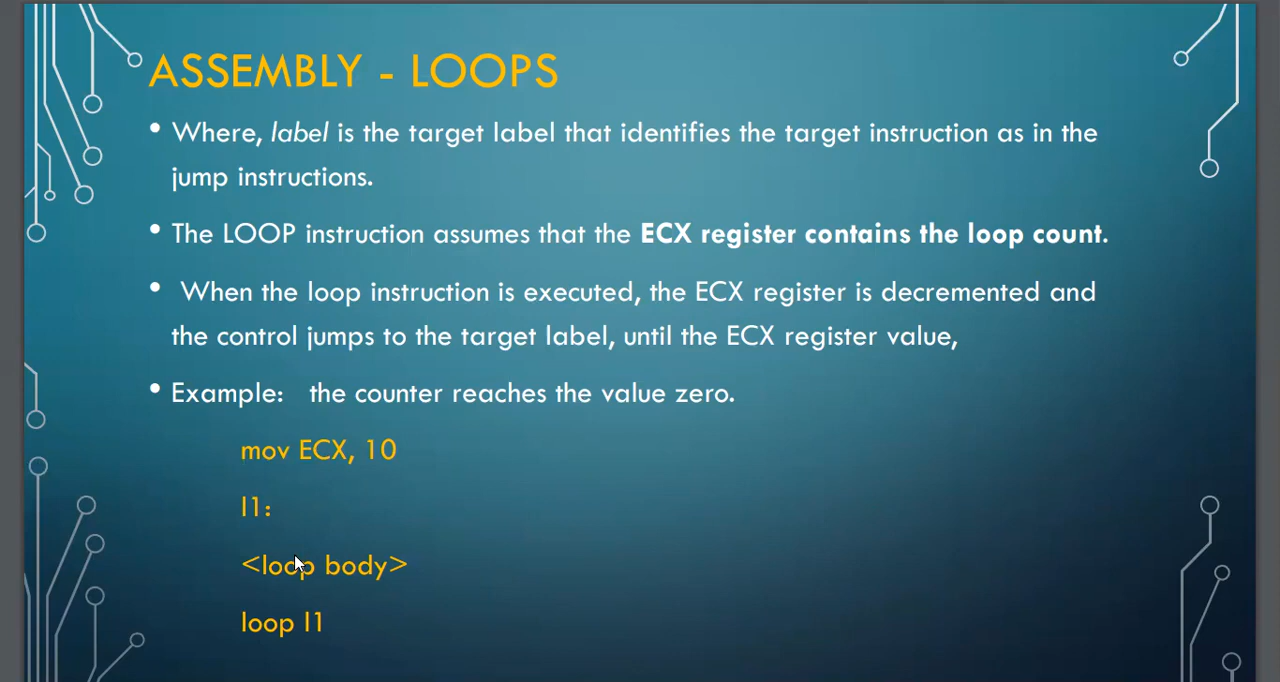 ASSEMBLY - LOOPS
• Where, label is the target label that identifies the target instruction as in the
jump instructions.
• The LOOP instruction assumes that the ECX register contains the loop count.
• When the loop instruction is executed, the ECX register is decremented and
the control jumps to the target label, until the ECX register value,
• Example: the counter reaches the value zero.
mov ECX, 10
l1:
<loop body>
loop l1